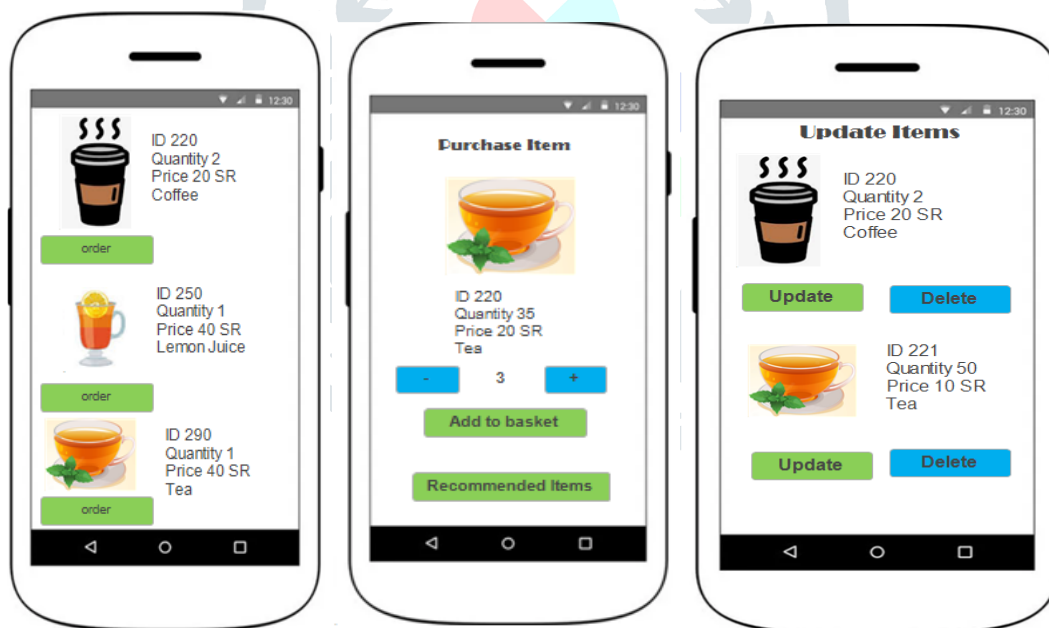 12:30
ID 220
Quantity 2
Price 20 SR
Coffee
order
ID 250
Quantity 1
Price 40 SR
Lemon Juice
order
ID 290
Quantity 1
Price 40 SR
Tea
order
12:30
Purchase Item
ID 220
Quantity 35
Price 20 SR
Tea
- 3 +
Add to basket
Recommended Items
12:30
Update Items
ID 220
Quantity 2
Price 20 SR
Coffee
Update Delete
ID 221
Quantity 50
Price 10 SR
Tea
Update Delete